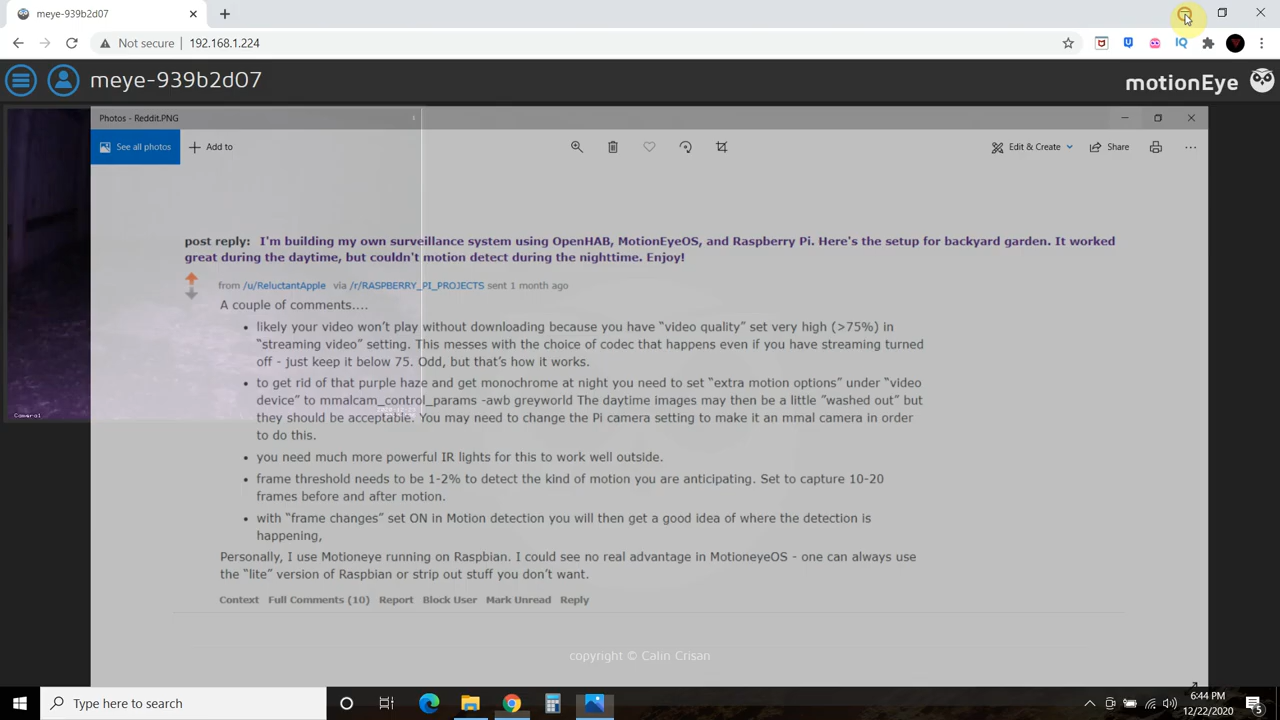 meye-939b2d07
Not secure
192.168.1.224
meye-939b2d07
motionEye
Photos - Reddit.PNG
See all photos
Add to
Edit & Create
Share
post reply: I'm building my own surveillance system using OpenHAB, MotionEyeOS, and Raspberry Pi. Here's the setup for backyard garden. It worked
great during the daytime, but couldn't motion detect during the nighttime. Enjoy!
from /u/ReluctantApple via /r/RASPBERRY_PI_PROJECTS sent 1 month ago
A couple of comments....
• likely your video won't play without downloading because you have “video quality” set very high (>75%) in
“streaming video” setting. This messes with the choice of codec that happens even if you have streaming turned
off - just keep it below 75. Odd, but that's how it works.
• to get rid of that purple haze and get monochrome at night you need to set “extra motion options” under “video
device” to mmalcam_control_params -awb greyworld The daytime images may then be a little “washed out” but
they should be acceptable. You may need to change the Pi camera setting to make it an mmal camera in order
to do this.
• you need much more powerful IR lights for this to work well outside.
• frame threshold needs to be 1-2% to detect the kind of motion you are anticipating. Set to capture 10-20
frames before and after motion.
• with “frame changes” set ON in Motion detection you will then get a good idea of where the detection is
happening,
Personally, I use Motioneye running on Raspbian. I could see no real advantage in MotioneyeOS - one can always use
the “lite” version of Raspbian or strip out stuff you don't want.
Context Full Comments (10) Report Block User Mark Unread Reply
Camera1
copyright © Calin Crisan
Type here to search
6:44 PM
12/22/2020
5